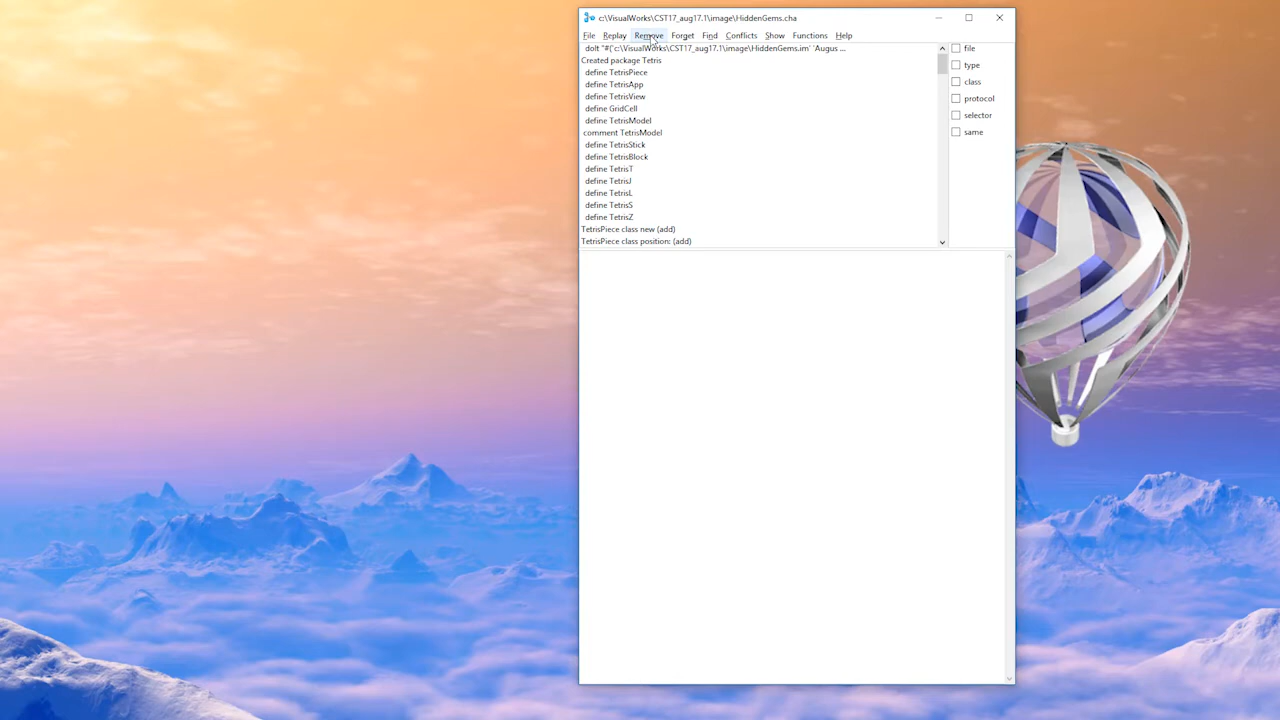 c:\VisualWorks\CST17_aug17.1\image\HiddenGems.cha
File Replay Remove Forget Find Conflicts Show Functions Help
doIt "#('c:\VisualWorks\CST17_aug17.1\image\HiddenGems.im' 'Augus ...
Created package Tetris
define TetrisPiece
define TetrisApp
define TetrisView
define GridCell
define TetrisModel
comment TetrisModel
define TetrisStick
define TetrisBlock
define TetrisT
define TetrisJ
define TetrisL
define TetrisS
define TetrisZ
TetrisPiece class new (add)
TetrisPiece class position: (add)
file
type
class
protocol
selector
same